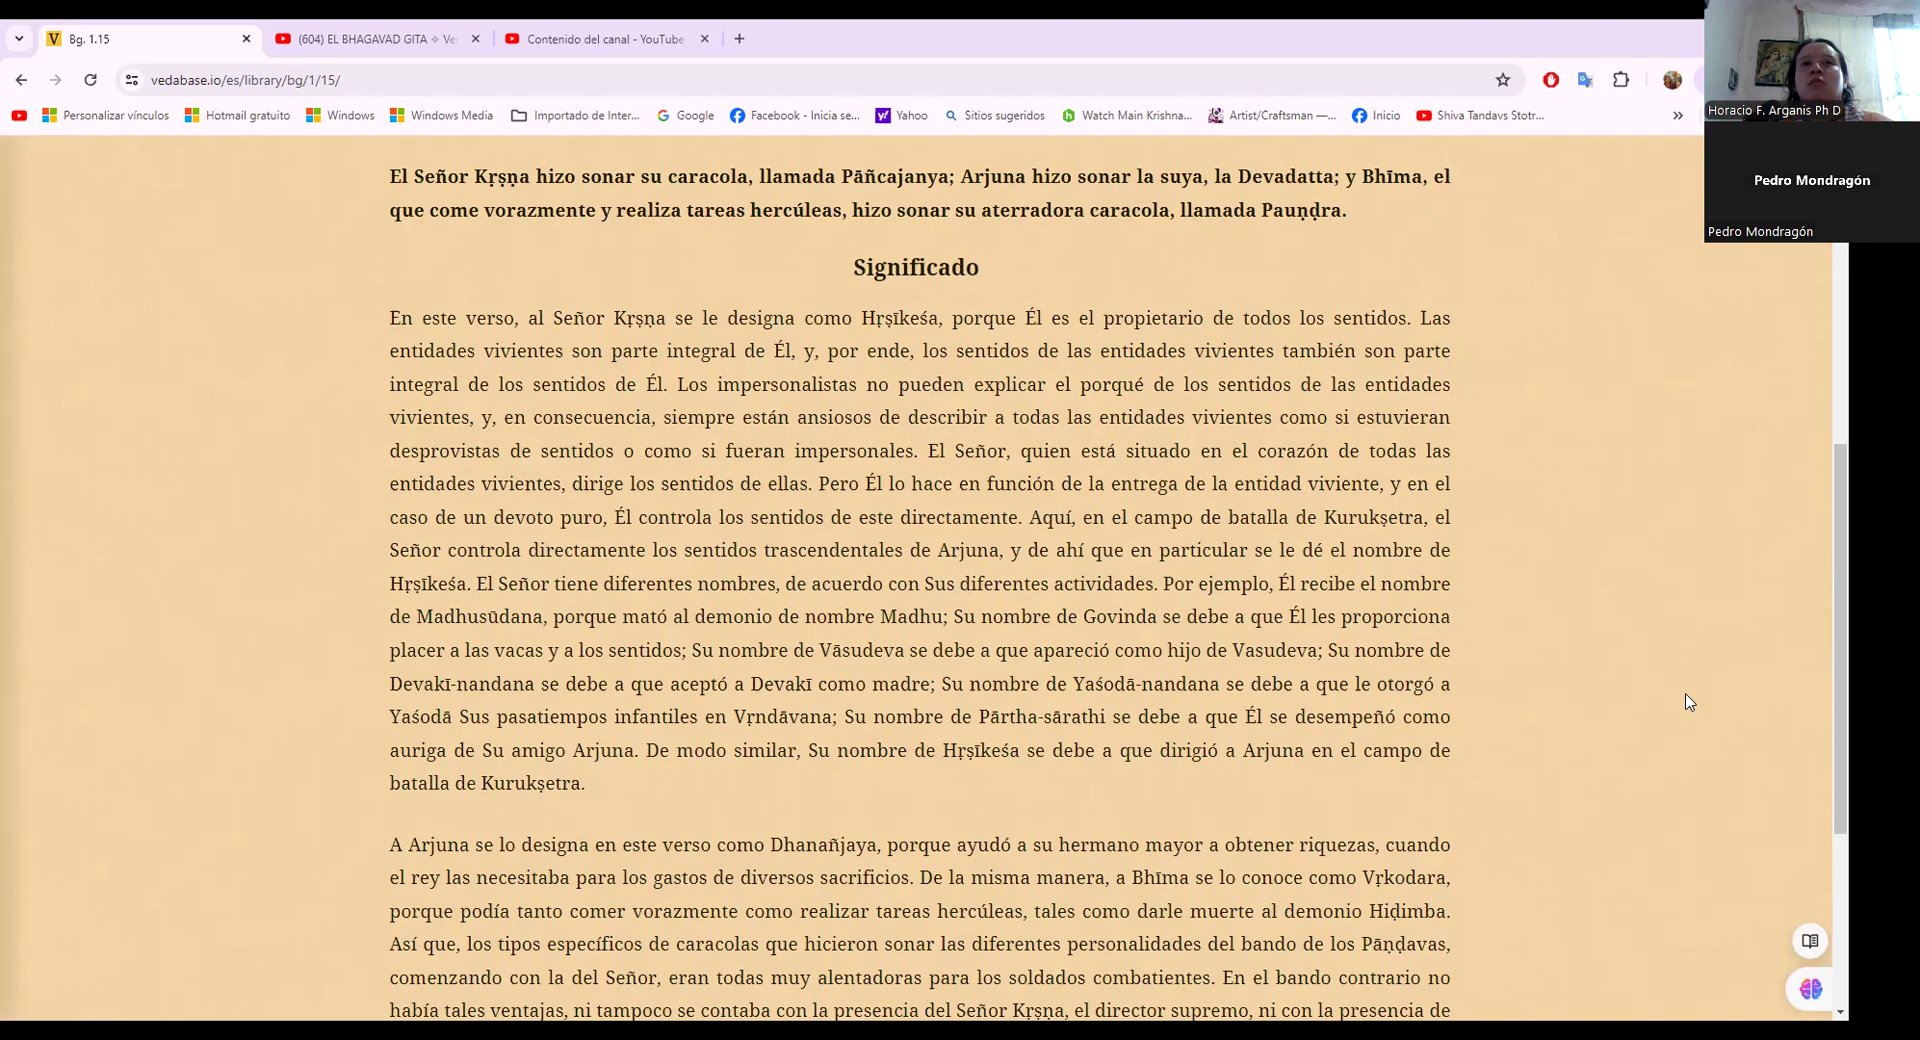 Bg. 1.15
(604) EL BHAGAVAD GITA ✧ Ve
Contenido del canal - YouTube
vedabase.io/es/library/bg/1/15/
Personalizar vínculos
Hotmail gratuito
Windows
Windows Media
Importado de Inter...
Google
Facebook - Inicia se...
Yahoo
Sitios sugeridos
Watch Main Krishna...
Artist/Craftsman —...
Inicio
Shiva Tandavs Stotr...
Horacio F. Arganis Ph D
Pedro Mondragón
Pedro Mondragón
El Señor Kṛṣṇa hizo sonar su caracola, llamada Pāñcajanya; Arjuna hizo sonar la suya, la Devadatta; y Bhīma, el
que come vorazmente y realiza tareas hercúleas, hizo sonar su aterradora caracola, llamada Pauṇḍra.
Significado
En este verso, al Señor Kṛṣṇa se le designa como Hṛṣīkeśa, porque Él es el propietario de todos los sentidos. Las
entidades vivientes son parte integral de Él, y, por ende, los sentidos de las entidades vivientes también son parte
integral de los sentidos de Él. Los impersonalistas no pueden explicar el porqué de los sentidos de las entidades
vivientes, y, en consecuencia, siempre están ansiosos de describir a todas las entidades vivientes como si estuvieran
desprovistas de sentidos o como si fueran impersonales. El Señor, quien está situado en el corazón de todas las
entidades vivientes, dirige los sentidos de ellas. Pero Él lo hace en función de la entrega de la entidad viviente, y en el
caso de un devoto puro, Él controla los sentidos de este directamente. Aquí, en el campo de batalla de Kurukṣetra, el
Señor controla directamente los sentidos trascendentales de Arjuna, y de ahí que en particular se le dé el nombre de
Hṛṣīkeśa. El Señor tiene diferentes nombres, de acuerdo con Sus diferentes actividades. Por ejemplo, Él recibe el nombre
de Madhusūdana, porque mató al demonio de nombre Madhu; Su nombre de Govinda se debe a que Él les proporciona
placer a las vacas y a los sentidos; Su nombre de Vāsudeva se debe a que apareció como hijo de Vasudeva; Su nombre de
Devakī-nandana se debe a que aceptó a Devakī como madre; Su nombre de Yaśodā-nandana se debe a que le otorgó a
Yaśodā Sus pasatiempos infantiles en Vṛndāvana; Su nombre de Pārtha-sārathi se debe a que Él se desempeñó como
auriga de Su amigo Arjuna. De modo similar, Su nombre de Hṛṣīkeśa se debe a que dirigió a Arjuna en el campo de
batalla de Kurukṣetra.
A Arjuna se lo designa en este verso como Dhanañjaya, porque ayudó a su hermano mayor a obtener riquezas, cuando
el rey las necesitaba para los gastos de diversos sacrificios. De la misma manera, a Bhīma se lo conoce como Vṛkodara,
porque podía tanto comer vorazmente como realizar tareas hercúleas, tales como darle muerte al demonio Hiḍimba.
Así que, los tipos específicos de caracolas que hicieron sonar las diferentes personalidades del bando de los Pāṇḍavas,
comenzando con la del Señor, eran todas muy alentadoras para los soldados combatientes. En el bando contrario no
había tales ventajas, ni tampoco se contaba con la presencia del Señor Kṛṣṇa, el director supremo, ni con la presencia de